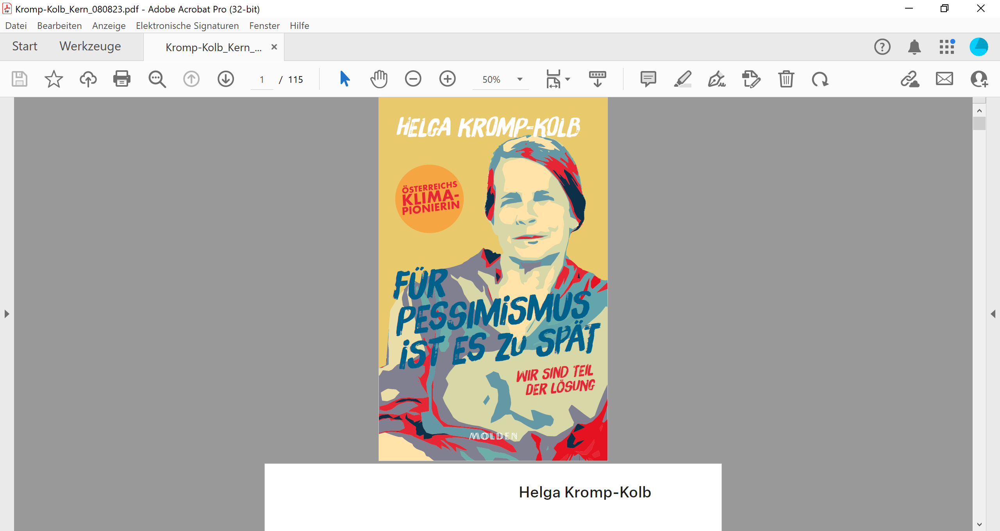 Kromp-Kolb_Kern_080823.pdf - Adobe Acrobat Pro (32-bit)
Datei Bearbeiten Anzeige Elektronische Signaturen Fenster Hilfe
Start Werkzeuge Kromp-Kolb_Kern_...
1 / 115 50%
HELGA KROMP-KOLB
ÖSTERREICHS
KLIMA-
PIONIERIN
FÜR
PESSIMISMUS
iST ES ZU SPÄT
WIR SIND TEIL
DER LÖSUNG
MOLDEN
Helga Kromp-Kolb